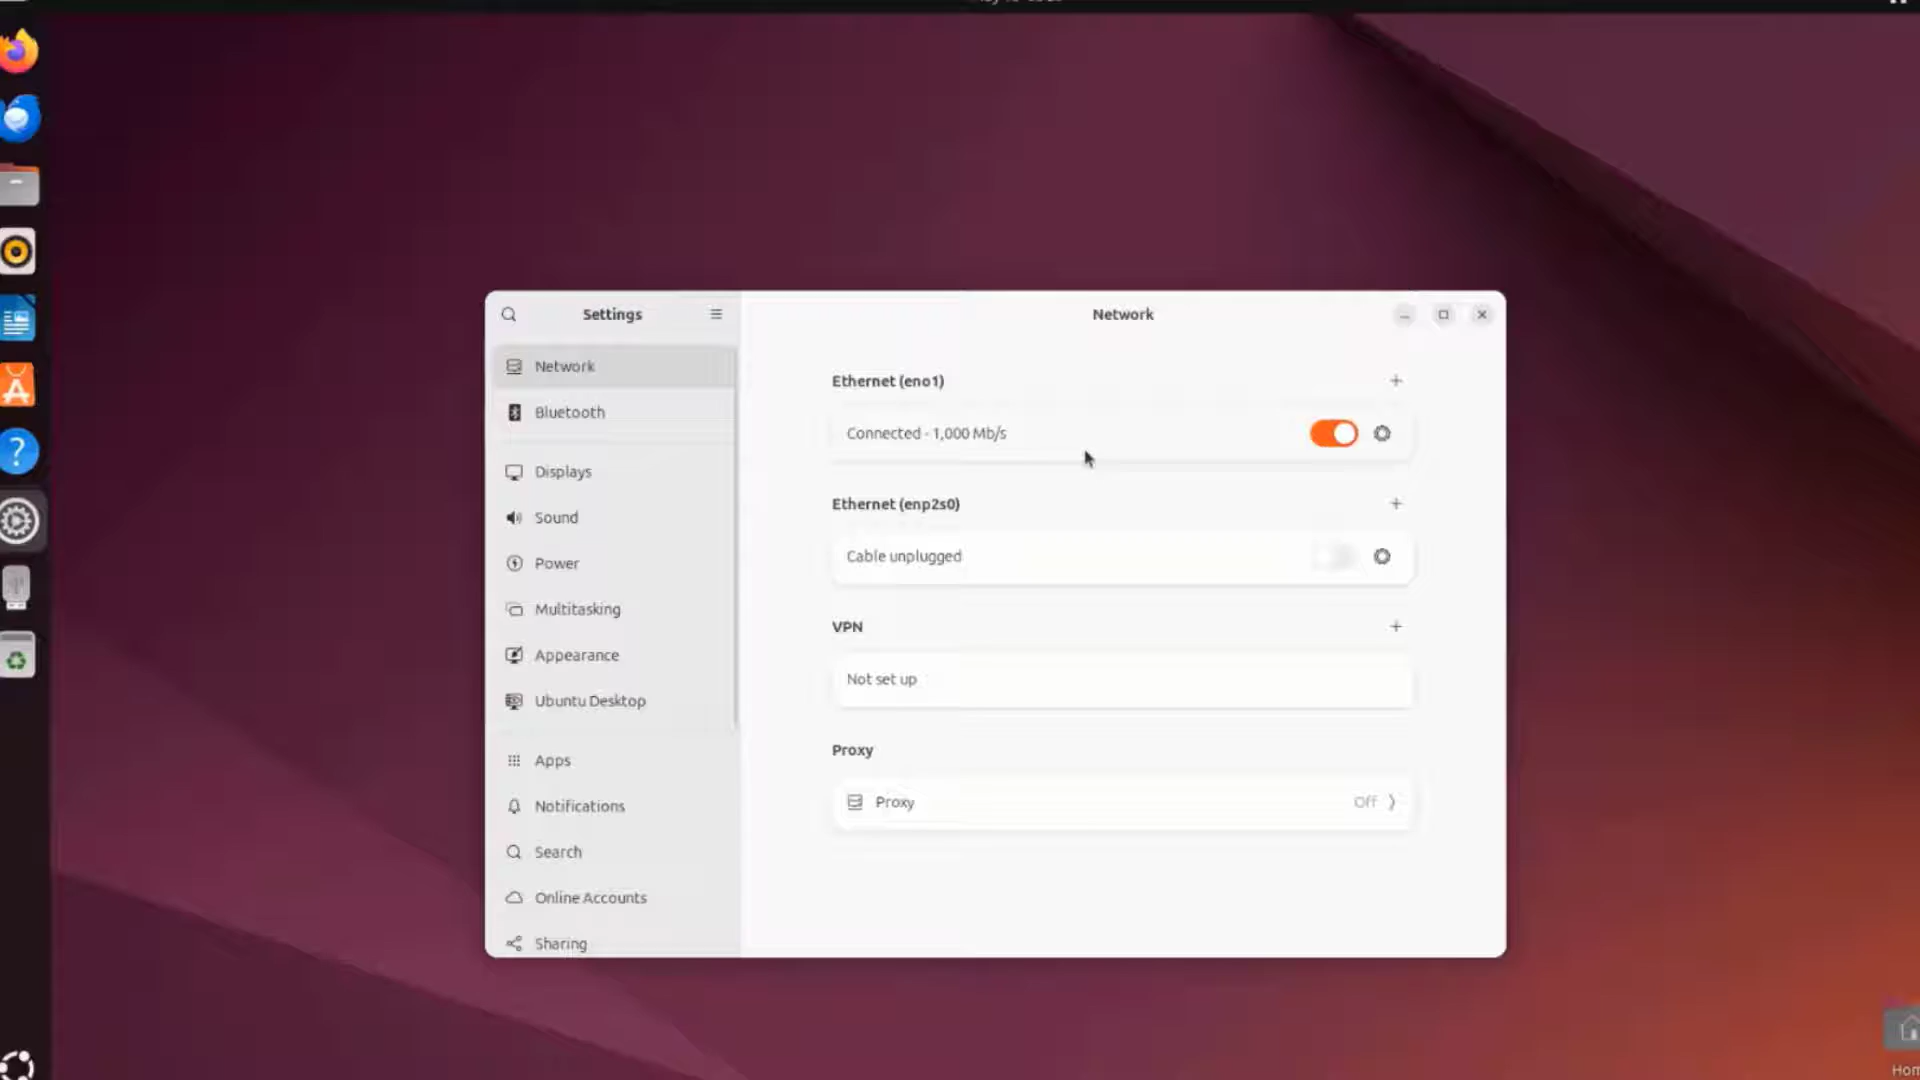 Settings
Network
Network
Bluetooth
Displays
Sound
Power
Multitasking
Appearance
Ubuntu Desktop
Apps
Notifications
Search
Online Accounts
Sharing
Ethernet (eno1)
Connected - 1,000 Mb/s
Ethernet (enp2s0)
Cable unplugged
VPN
Not set up
Proxy
Proxy
Off
Hom